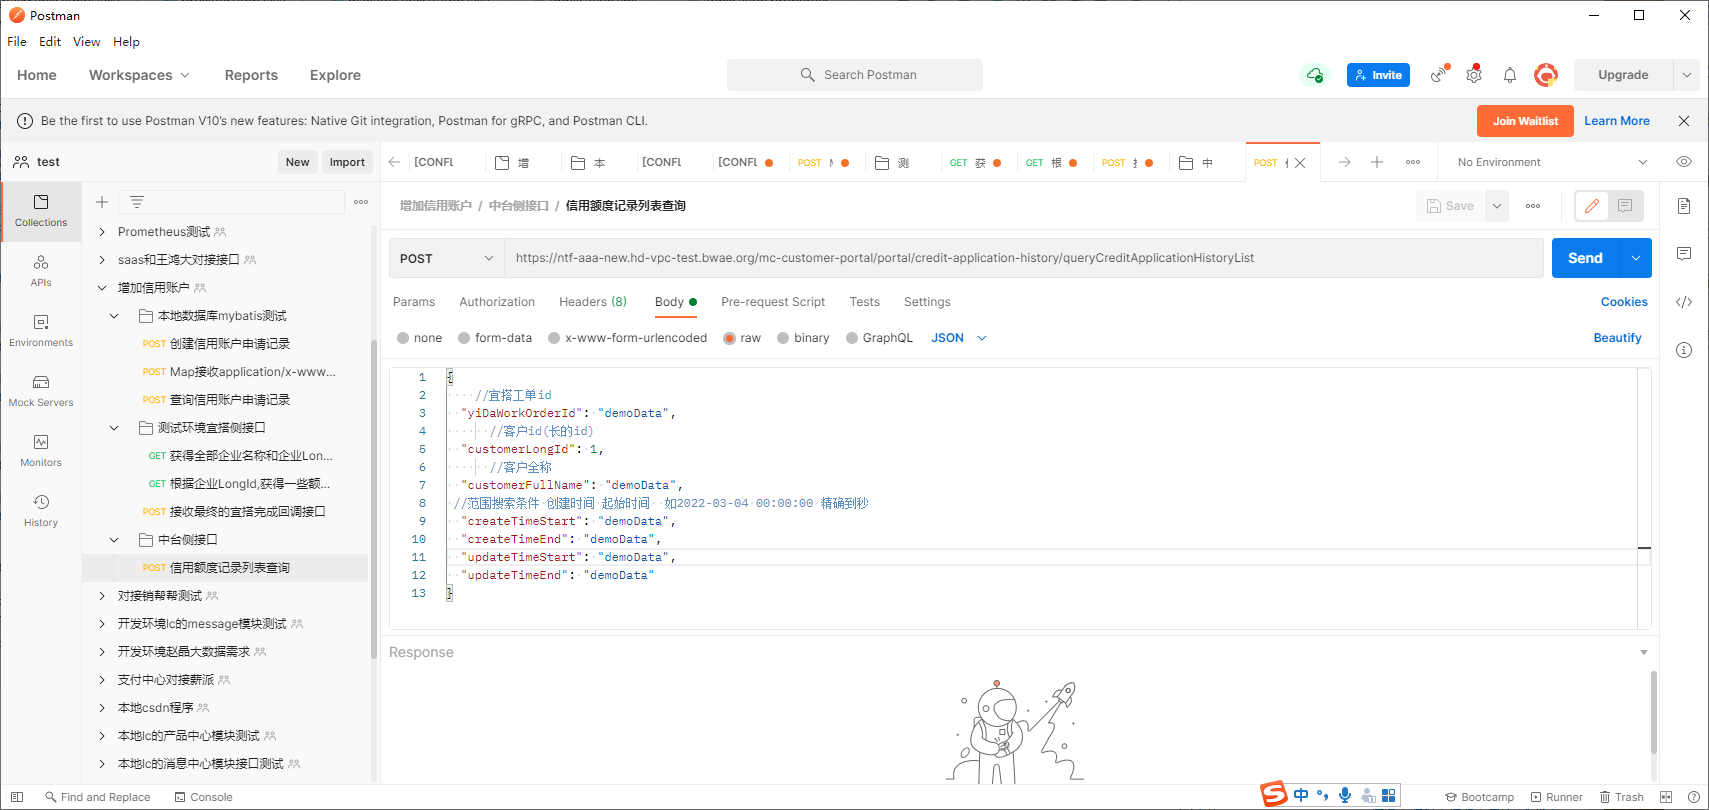 Postman
File Edit View Help
Home Workspaces Reports Explore
Search Postman
Invite
Upgrade
Be the first to use Postman V10's new features: Native Git integration, Postman for gRPC, and Postman CLI.
Join Waitlist Learn More
test
New Import
[CONFL 增 本 [CONFL [CONFL POST 测 GET 获 GET 根 POST 中 POST
No Environment
Collections
APIs
Environments
Mock Servers
Monitors
History
Prometheus测试
saas和王鸿大对接接口
增加信用账户
本地数据库mybatis测试
POST 创建信用账户申请记录
POST Map接收application/x-www...
POST 查询信用账户申请记录
测试环境宜搭侧接口
GET 获得全部企业名称和企业Lon...
GET 根据企业LongId,获得一些额...
POST 接收最终的宜搭完成回调接口
中台侧接口
POST 信用额度记录列表查询
对接销帮帮测试
开发环境lc的message模块测试
开发环境赵晶大数据需求
支付中心对接薪派
本地csdn程序
本地lc的产品中心模块测试
本地lc的消息中心模块接口测试
增加信用账户 / 中台侧接口 / 信用额度记录列表查询
Save
POST
https://ntf-aaa-new.hd-vpc-test.bwae.org/mc-customer-portal/portal/credit-application-history/queryCreditApplicationHistoryList
Send
Params Authorization Headers (8) Body Pre-request Script Tests Settings
Cookies
none form-data x-www-form-urlencoded raw binary GraphQL JSON
Beautify
1 {
2 //宜搭工单id
3 "yiDaWorkOrderId": "demoData",
4 //客户id(长的id)
5 "customerLongId": 1,
6 //客户全称
7 "customerFullName": "demoData",
8 //范围搜索条件 创建时间 起始时间 如2022-03-04 00:00:00 精确到秒
9 "createTimeStart": "demoData",
10 "createTimeEnd": "demoData",
11 "updateTimeStart": "demoData",
12 "updateTimeEnd": "demoData"
13 }
Response
Find and Replace Console
中
Bootcamp Runner Trash